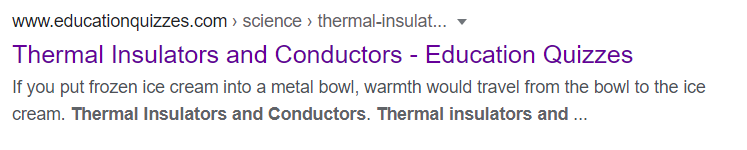 www.educationquizzes.com › science › thermal-insulat...
Thermal Insulators and Conductors - Education Quizzes
If you put frozen ice cream into a metal bowl, warmth would travel from the bowl to the ice
cream. Thermal Insulators and Conductors. Thermal insulators and ...